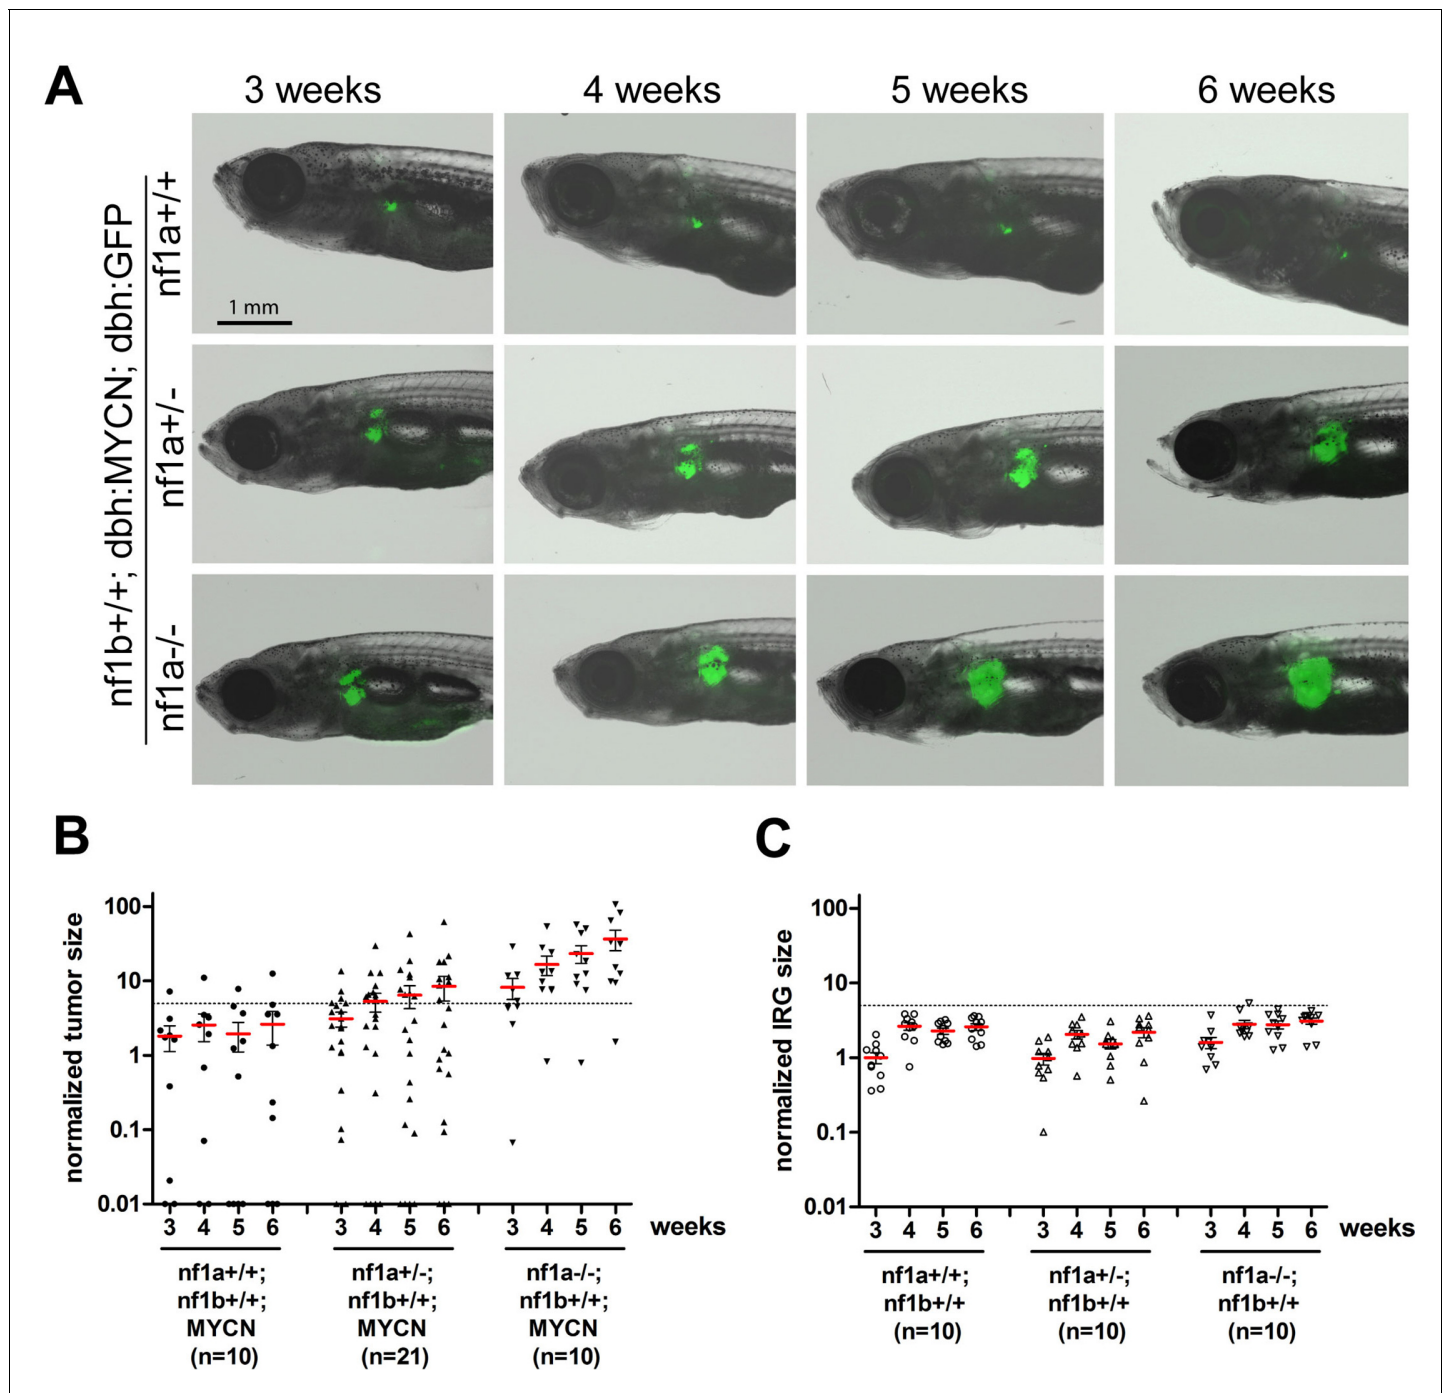 A
3 weeks
4 weeks
5 weeks
6 weeks
nf1b+/+; dbh:MYCN; dbh:GFP
nf1a+/+
1 mm
nf1a+/-
nf1a-/-
B
normalized tumor size
100
10
1
0.1
0.01
3 4 5 6 3 4 5 6 3 4 5 6 weeks
nf1a+/+;
nf1b+/+;
MYCN
(n=10)
nf1a+/-;
nf1b+/+;
MYCN
(n=21)
nf1a-/-;
nf1b+/+;
MYCN
(n=10)
C
normalized IRG size
100
10
1
0.1
0.01
3 4 5 6 3 4 5 6 3 4 5 6 weeks
nf1a+/+;
nf1b+/+
(n=10)
nf1a+/-;
nf1b+/+
(n=10)
nf1a-/-;
nf1b+/+
(n=10)